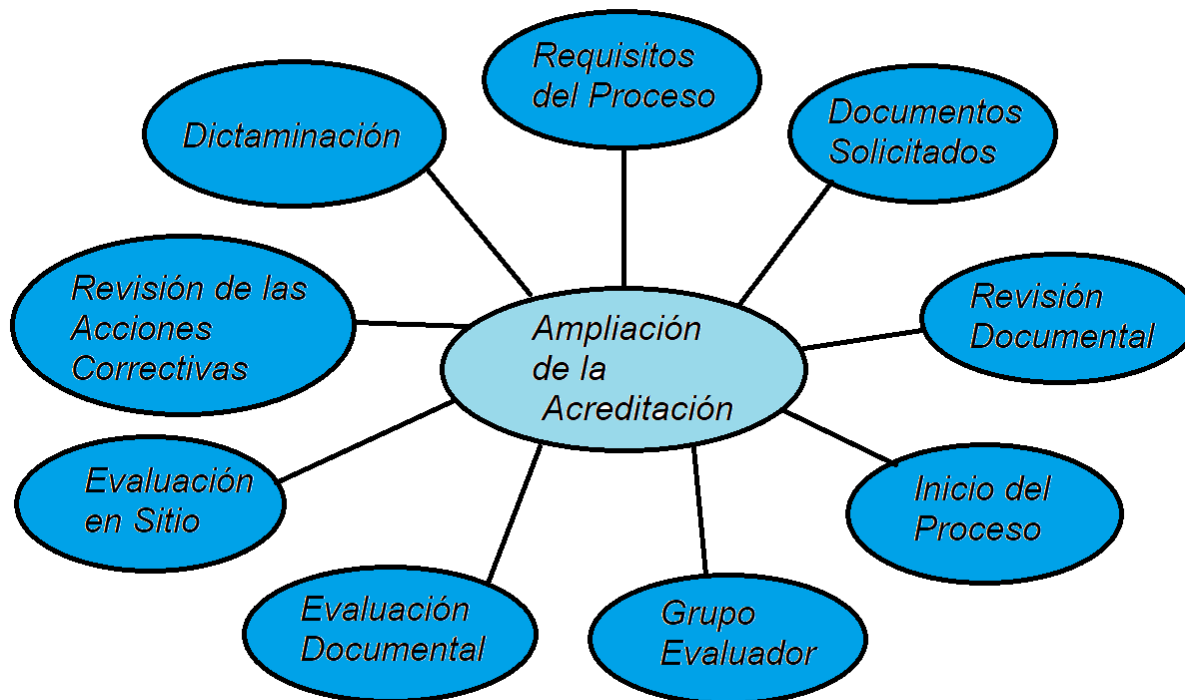 Requisitos
del Proceso
Documentos
Solicitados
Revisión
Documental
Inicio del
Proceso
Grupo
Evaluador
Evaluación
Documental
Evaluación
en Sitio
Revisión de las
Acciones
Correctivas
Dictaminación
Ampliación
de la
Acreditación